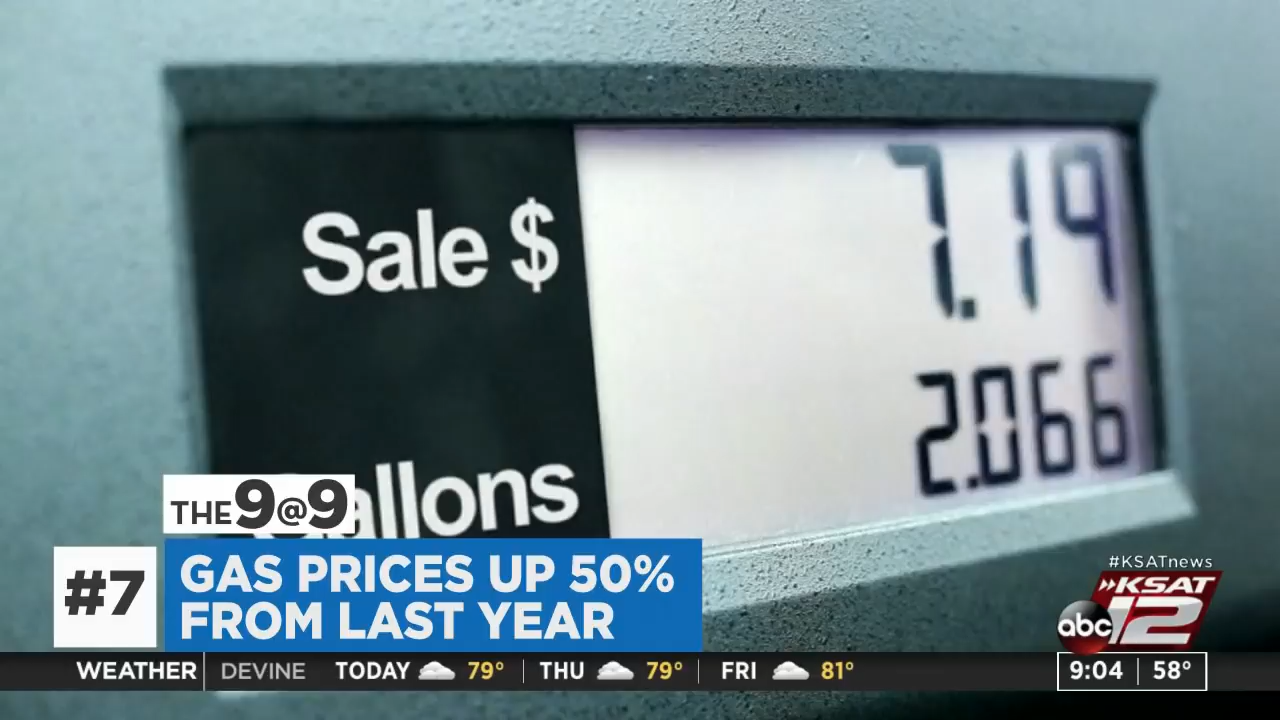 Sale $ 7.19
allons 2.066
THE 9@9
#7
GAS PRICES UP 50%
FROM LAST YEAR
#KSATnews
KSAT
abc 12
WEATHER DEVINE TODAY 79° THU 79° FRI 81° 9:04 58°